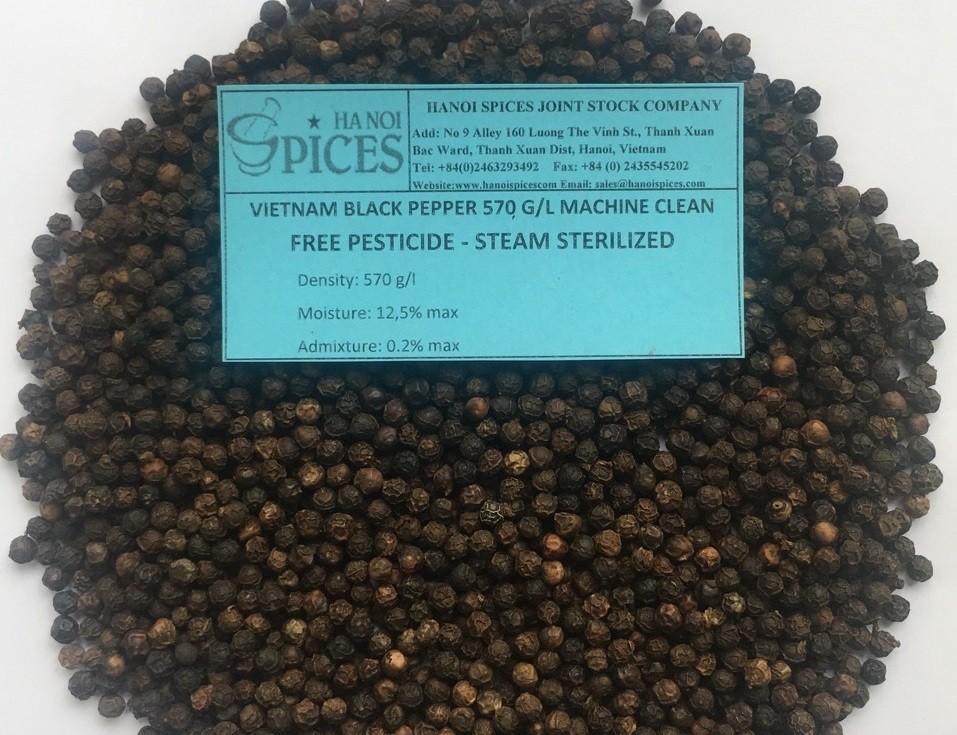 HANOI
SPICES
HANOI SPICES JOINT STOCK COMPANY
Add: No 9 Alley 160 Luong The Vinh St., Thanh Xuan
Bac Ward, Thanh Xuan Dist, Hanoi, Vietnam
Tel: +84(0)2463293492 Fax: +84 (0) 2435545202
Website:www.hanoispicescom Email: sales@hanoispices.com
VIETNAM BLACK PEPPER 570 G/L MACHINE CLEAN
FREE PESTICIDE - STEAM STERILIZED
Density: 570 g/l
Moisture: 12,5% max
Admixture: 0.2% max